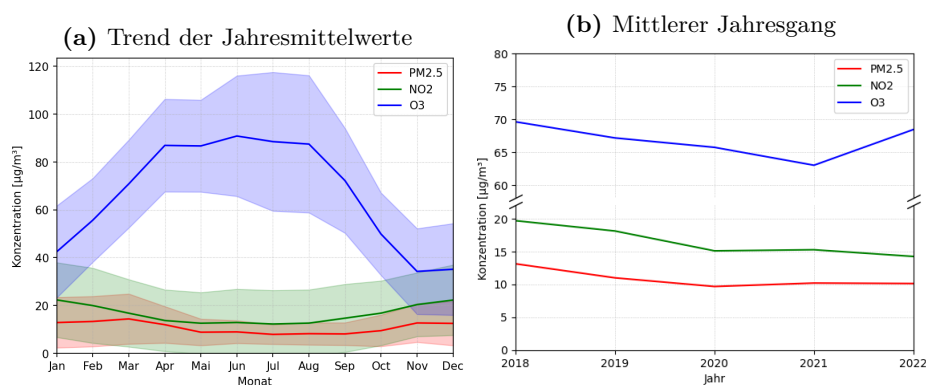 (a) Trend der Jahresmittelwerte
120
100
80
60
40
20
0
Konzentration [µg/m³]
PM2.5
NO2
O3
Jan Feb Mar Apr Mai Jun Jul Aug Sep Oct Nov Dec
Monat
(b) Mittlerer Jahresgang
80
75
70
65
60
20
15
10
5
0
Konzentration [µg/m³]
PM2.5
NO2
O3
2018 2019 2020 2021 2022
Jahr